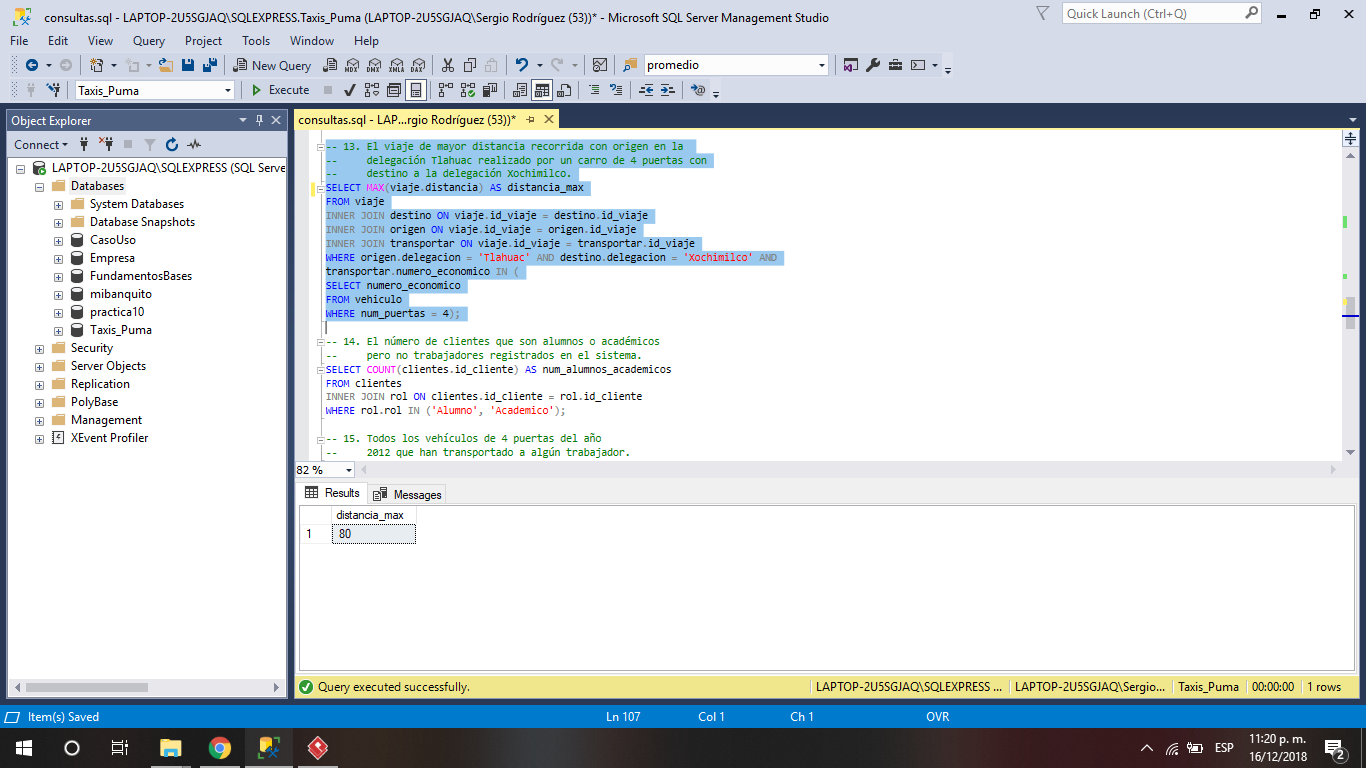 consultas.sql - LAPTOP-2U5SGJAQ\SQLEXPRESS.Taxis_Puma (LAPTOP-2U5SGJAQ\Sergio Rodríguez (53))* - Microsoft SQL Server Management Studio
Quick Launch (Ctrl+Q)
File Edit View Query Project Tools Window Help
New Query
MDX DMX XMLA DAX
promedio
Taxis_Puma
Execute
Object Explorer
consultas.sql - LAP...rgio Rodríguez (53))*
Connect
LAPTOP-2U5SGJAQ\SQLEXPRESS (SQL Serve
Databases
System Databases
Database Snapshots
CasoUso
Empresa
FundamentosBases
mibanquito
practica10
Taxis_Puma
Security
Server Objects
Replication
PolyBase
Management
XEvent Profiler
-- 13. El viaje de mayor distancia recorrida con origen en la
-- delegación Tlahuac realizado por un carro de 4 puertas con
-- destino a la delegación Xochimilco.
SELECT MAX(viaje.distancia) AS distancia_max
FROM viaje
INNER JOIN destino ON viaje.id_viaje = destino.id_viaje
INNER JOIN origen ON viaje.id_viaje = origen.id_viaje
INNER JOIN transportar ON viaje.id_viaje = transportar.id_viaje
WHERE origen.delegacion = 'Tlahuac' AND destino.delegacion = 'Xochimilco' AND
transportar.numero_economico IN (
SELECT numero_economico
FROM vehiculo
WHERE num_puertas = 4);
-- 14. El número de clientes que son alumnos o académicos
-- pero no trabajadores registrados en el sistema.
SELECT COUNT(clientes.id_cliente) AS num_alumnos_academicos
FROM clientes
INNER JOIN rol ON clientes.id_cliente = rol.id_cliente
WHERE rol.rol IN ('Alumno', 'Academico');
-- 15. Todos los vehículos de 4 puertas del año
-- 2012 que han transportado a algún trabajador.
82 %
Results Messages
distancia_max
1 80
Query executed successfully.
LAPTOP-2U5SGJAQ\SQLEXPRESS ... LAPTOP-2U5SGJAQ\Sergio... Taxis_Puma 00:00:00 1 rows
Item(s) Saved
Ln 107 Col 1 Ch 1 OVR
ESP
11:20 p. m.
16/12/2018
2